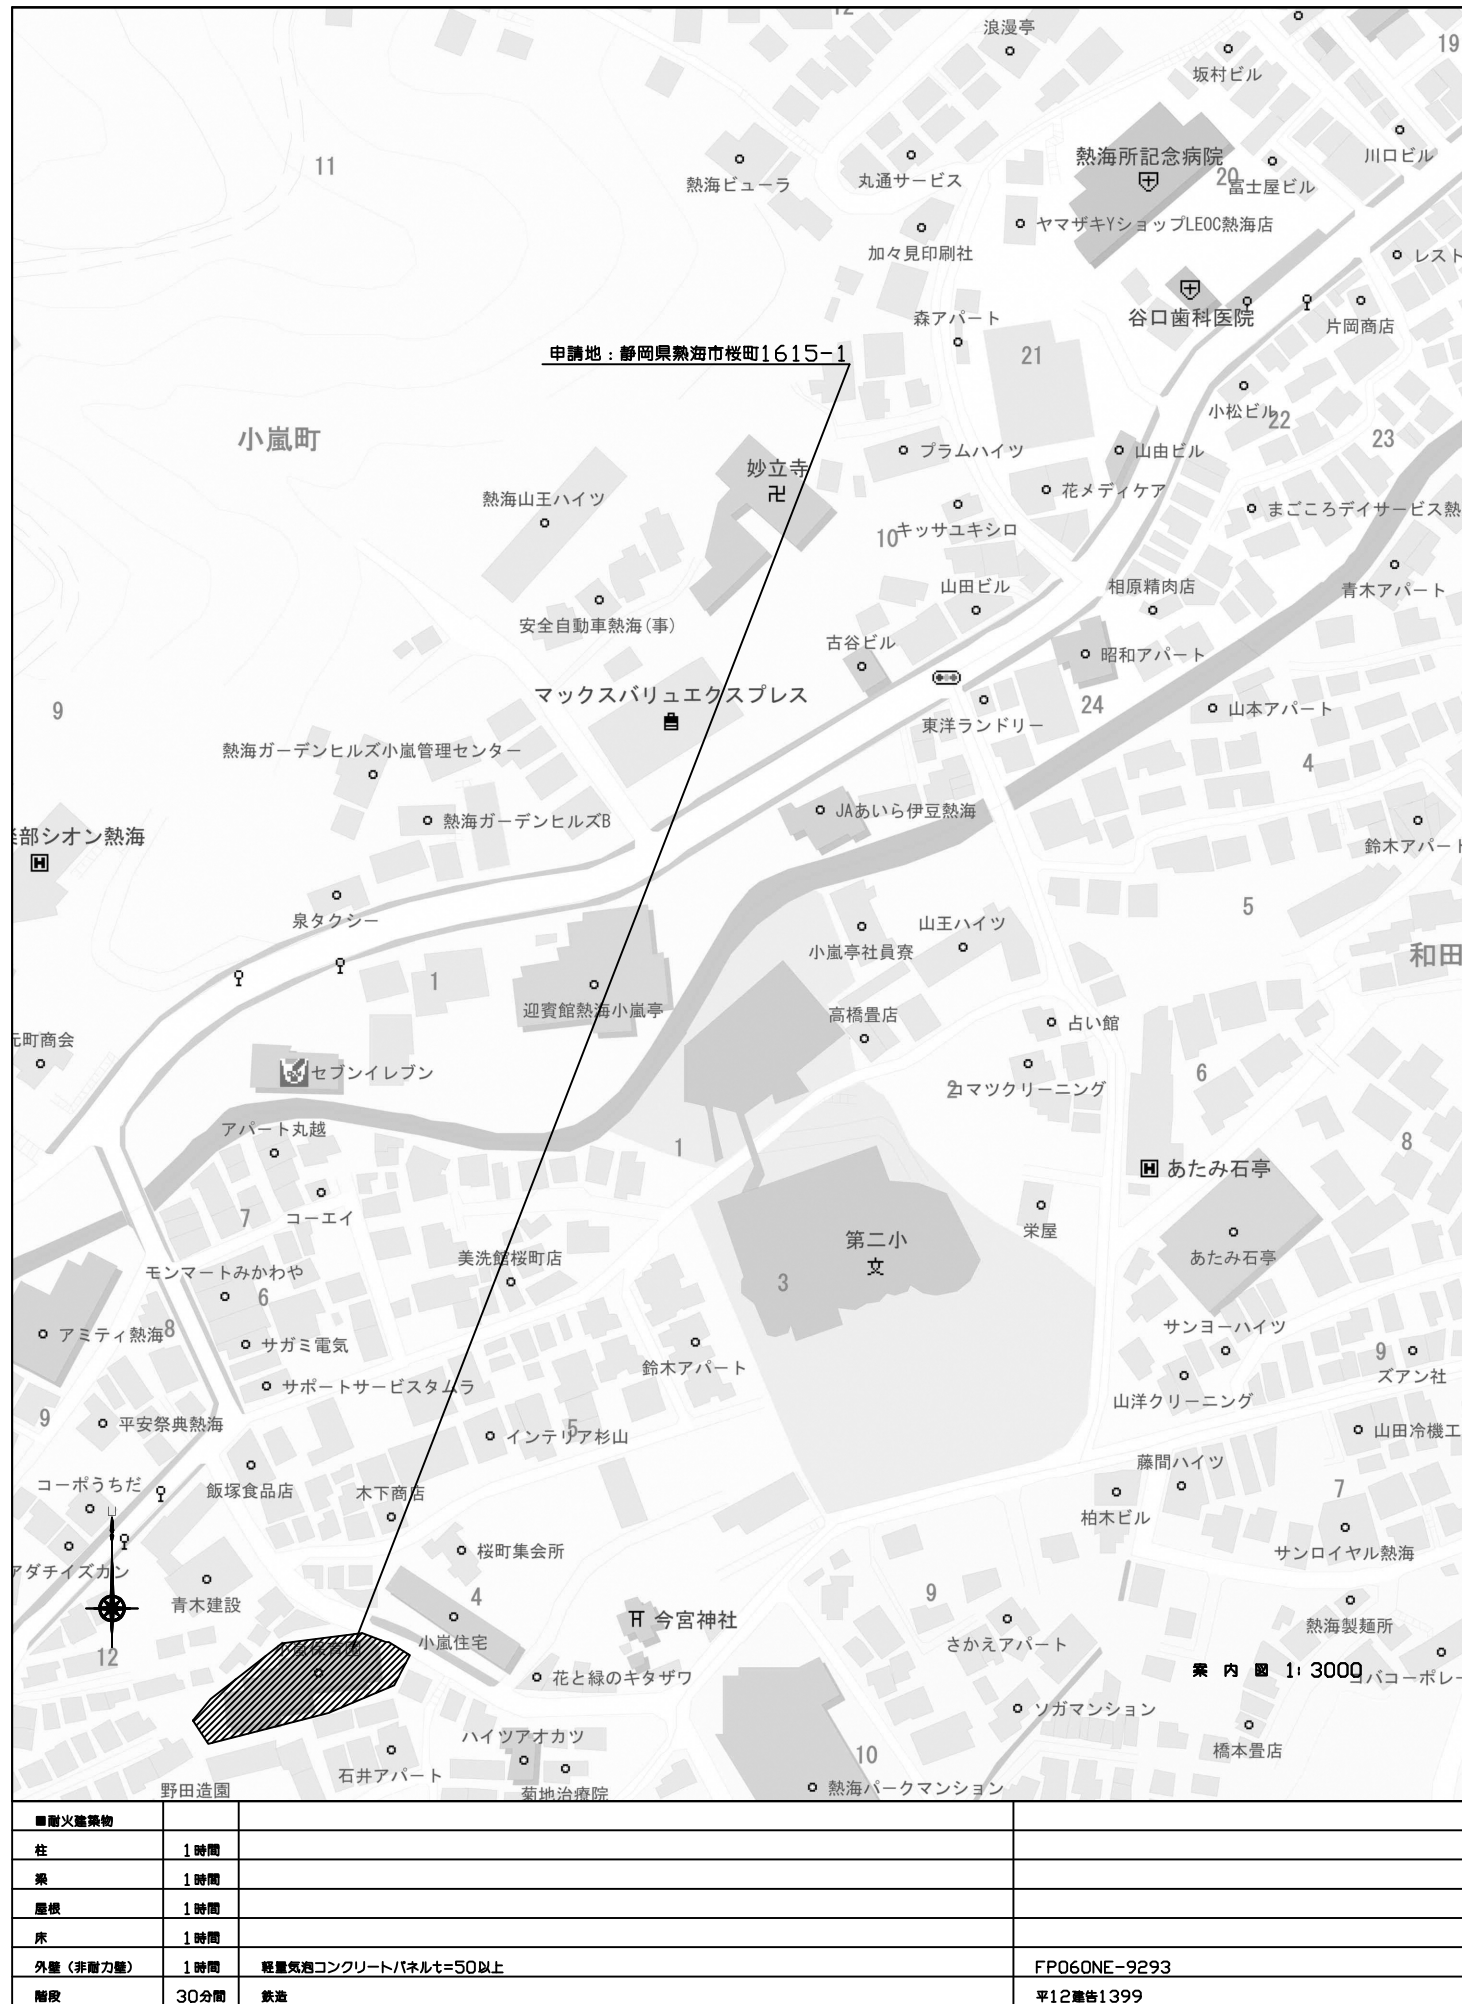 12
浪漫亭
19
坂村ビル
川口ビル
熱海所記念病院
20
富士屋ビル
11
熱海ビューラ
丸通サービス
ヤマザキYショップLEOC熱海店
加々見印刷社
レスト
谷口歯科医院
片岡商店
森アパート
21
申請地：静岡県熱海市桜町1615-1
小松ビル
22
23
小嵐町
プラムハイツ
山由ビル
妙立寺
熱海山王ハイツ
花メディケア
まごころデイサービス熱
10
キッサユキシロ
山田ビル
相原精肉店
青木アパート
安全自動車熱海(事)
古谷ビル
昭和アパート
マックスバリュエクスプレス
9
24
山本アパート
東洋ランドリー
熱海ガーデンヒルズ小嵐管理センター
4
熱海ガーデンヒルズB
JAあいら伊豆熱海
部シオン熱海
鈴木アパート
泉タクシー
5
小嵐亭社員寮
山王ハイツ
和田
1
迎賓館熱海小嵐亭
高橋畳店
占い館
元町商会
セブンイレブン
2
コマツクリーニング
6
アパート丸越
1
8
あたみ石亭
7
コーエイ
栄屋
第二小
文
あたみ石亭
美洗館桜町店
モンマートみかわや
6
3
アミティ熱海
8
サガミ電気
サンヨーハイツ
鈴木アパート
9
ズアン社
サポートサービスタムラ
山洋クリーニング
9
平安祭典熱海
5
インテリア杉山
山田冷機工
藤間ハイツ
コーポうちだ
飯塚食品店
木下商店
7
柏木ビル
桜町集会所
サンロイヤル熱海
アダチイズカン
青木建設
4
9
今宮神社
熱海製麺所
小嵐住宅
さかえアパート
12
花と緑のキタザワ
案 内 図 1:3000
コバコーポレー
ソガマンション
ハイツアオカツ
橋本畳店
石井アパート
10
野田造園
菊地治療院
熱海パークマンション
■耐火建築物
柱 1時間
梁 1時間
屋根 1時間
床 1時間
外壁（非耐力壁） 1時間 軽量気泡コンクリートパネルt=50以上 FP060NE-9293
階段 30分間 鉄造 平12建告1399